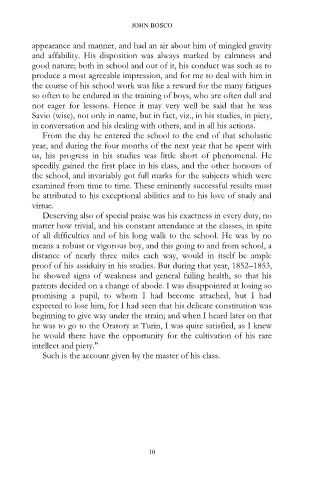 JOHN BOSCO
appearance and manner, and had an air about him of mingled gravity
and affability. His disposition was always marked by calmness and
good nature; both in school and out of it, his conduct was such as to
produce a most agreeable impression, and for me to deal with him in
the course of his school work was like a reward for the many fatigues
so often to be endured in the training of boys, who are often dull and
not eager for lessons. Hence it may very well be said that he was
Savio (wise), not only in name, but in fact, viz., in his studies, in piety,
in conversation and his dealing with others, and in all his actions.
From the day he entered the school to the end of that scholastic
year, and during the four months of the next year that he spent with
us, his progress in his studies was little short of phenomenal. He
speedily gained the first place in his class, and the other honours of
the school, and invariably got full marks for the subjects which were
examined from time to time. These eminently successful results must
be attributed to his exceptional abilities and to his love of study and
virtue.
Deserving also of special praise was his exactness in every duty, no
matter how trivial, and his constant attendance at the classes, in spite
of all difficulties and of his long walk to the school. He was by no
means a robust or vigorous boy, and this going to and from school, a
distance of nearly three miles each way, would in itself be ample
proof of his assiduity in his studies. But during that year, 1852–1853,
he showed signs of weakness and general failing health, so that his
parents decided on a change of abode. I was disappointed at losing so
promising a pupil, to whom I had become attached, but I had
expected to lose him, for I had seen that his delicate constitution was
beginning to give way under the strain; and when I heard later on that
he was to go to the Oratory at Turin, I was quite satisfied, as I knew
he would there have the opportunity for the cultivation of his rare
intellect and piety."
Such is the account given by the master of his class.
10